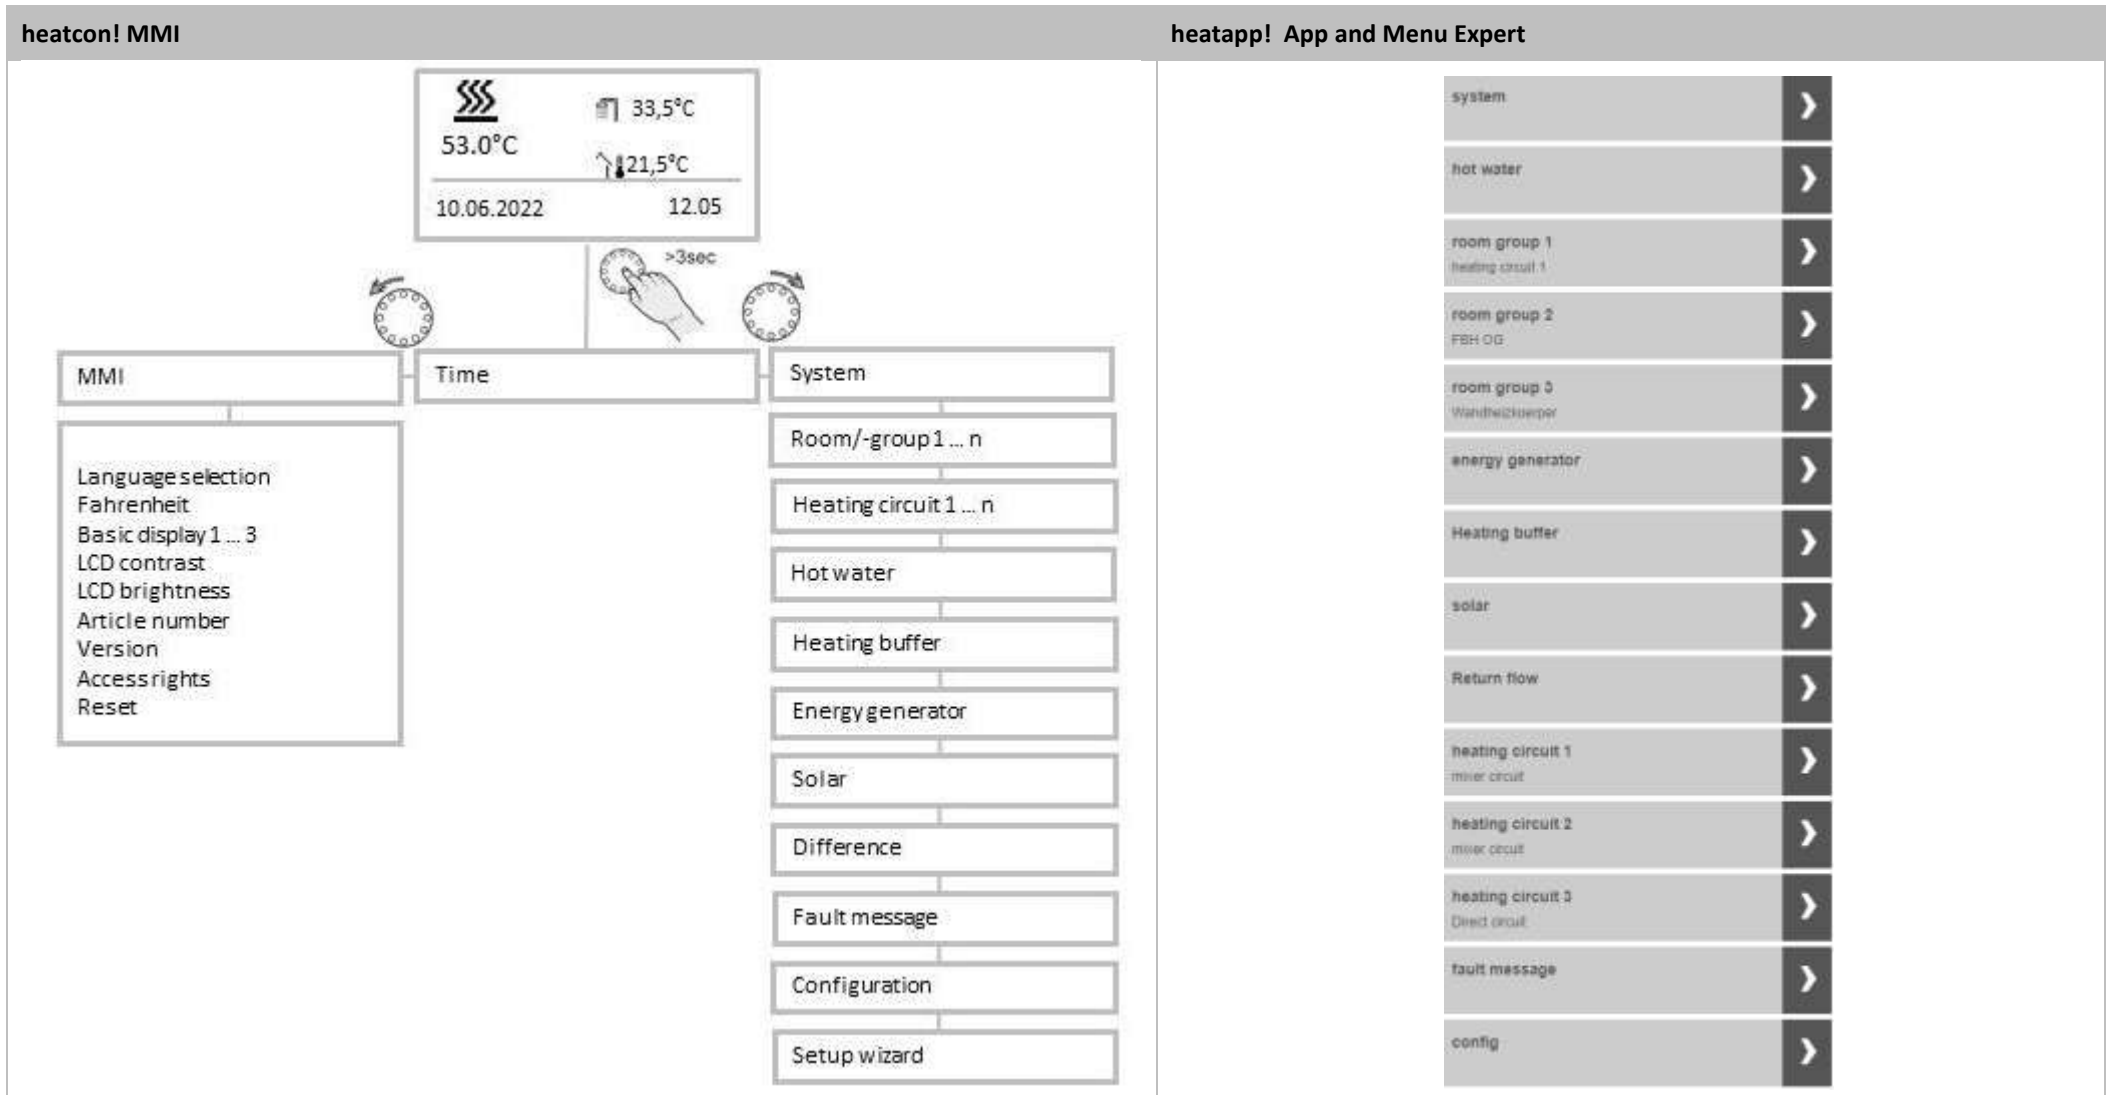 heatcon! MMI
heatapp! App and Menu Expert
53.0°C
33,5°C
21,5°C
10.06.2022 12.05
>3sec
MMI
Time
System
Language selection
Fahrenheit
Basic display 1 ... 3
LCD contrast
LCD brightness
Article number
Version
Access rights
Reset
Room/-group 1 ... n
Heating circuit 1 ... n
Hot water
Heating buffer
Energy generator
Solar
Difference
Fault message
Configuration
Setup wizard
system
hot water
room group 1
heating circuit 1
room group 2
FBH OG
room group 3
Wandheizkoerper
energy generator
Heating buffer
solar
Return flow
heating circuit 1
mixer circuit
heating circuit 2
mixer circuit
heating circuit 3
Direct circuit
fault message
config